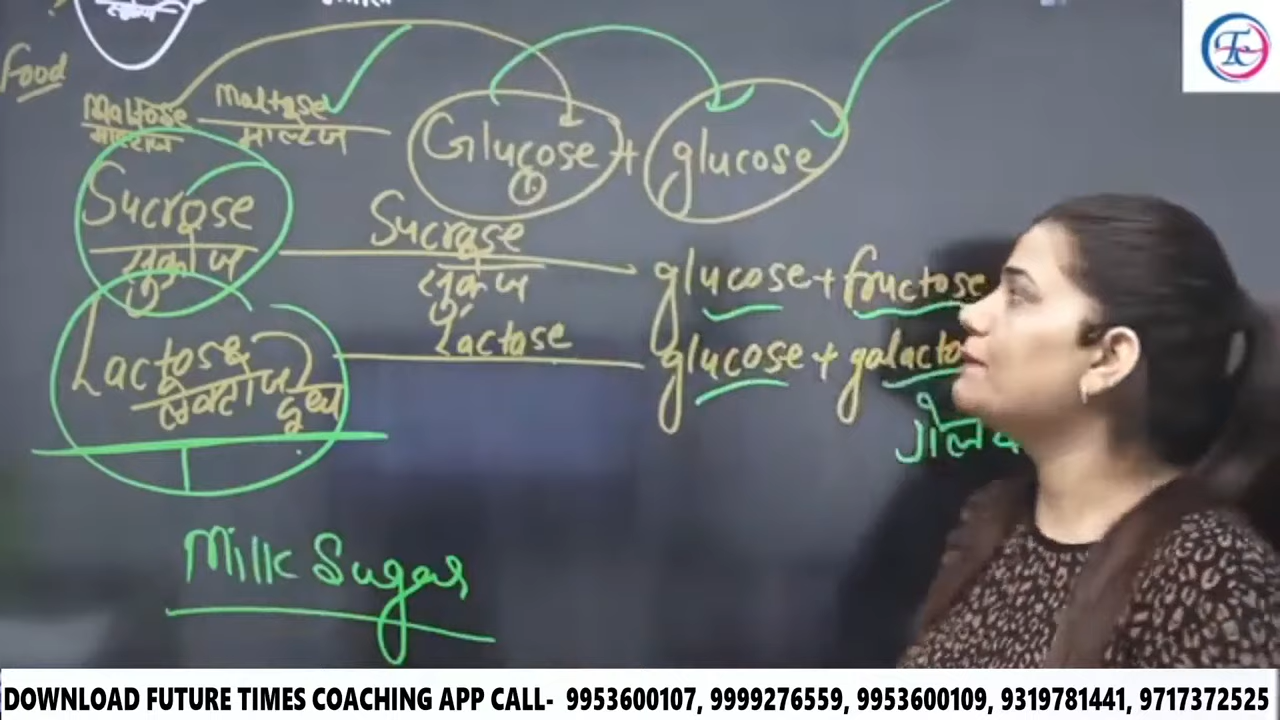 Food
Maltose Maltase Glucose + glucose
माल्टोज माल्टेज
①
Sucrose Sucrase glucose + fructose
सुक्रोज सुक्रेज
Lactose Lactase glucose + galacto
लैक्टोज दूध
Milk Sugar
DOWNLOAD FUTURE TIMES COACHING APP CALL- 9953600107, 9999276559, 9953600109, 9319781441, 9717372525